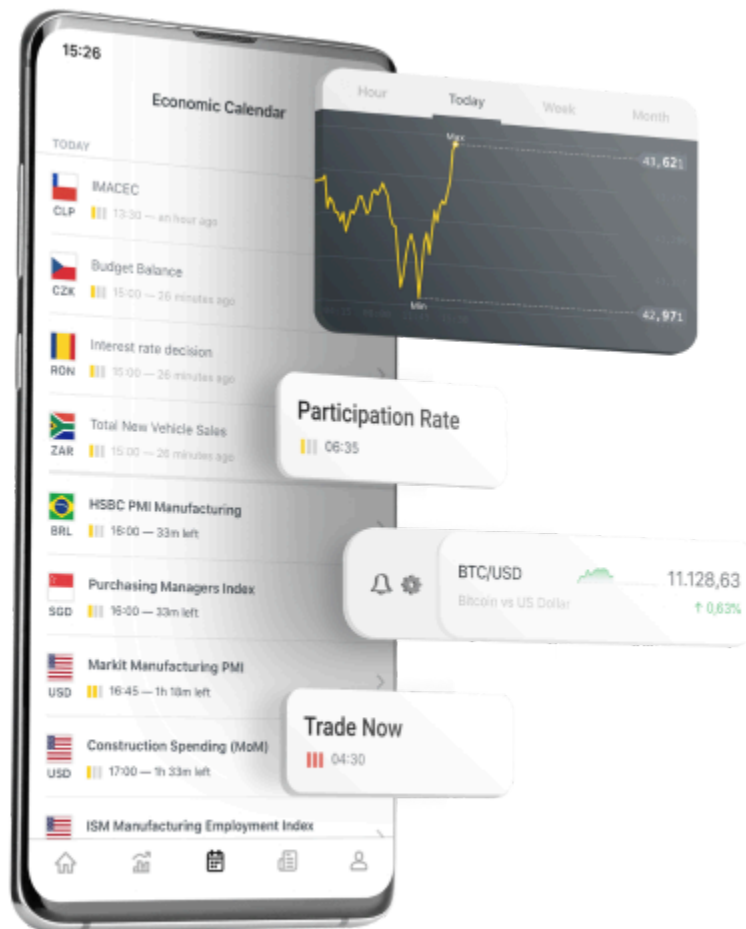 15:26
Economic Calendar
TODAY
IMACEC
CLP
13:30 — an hour ago
Budget Balance
CZK
15:00 — 26 minutes ago
Interest rate decision
RON
15:00 — 26 minutes ago
Total New Vehicle Sales
ZAR
15:00 — 26 minutes ago
HSBC PMI Manufacturing
BRL
16:00 — 33m left
Purchasing Managers Index
SGD
16:00 — 33m left
Markit Manufacturing PMI
USD
16:45 — 1h 18m left
Construction Spending (MoM)
USD
17:00 — 1h 33m left
ISM Manufacturing Employment Index
Hour Today Week Month
Max
43,621
Min
42,971
Participation Rate
06:35
BTC/USD
11.128,63
Bitcoin vs US Dollar
↑ 0,63%
Trade Now
04:30